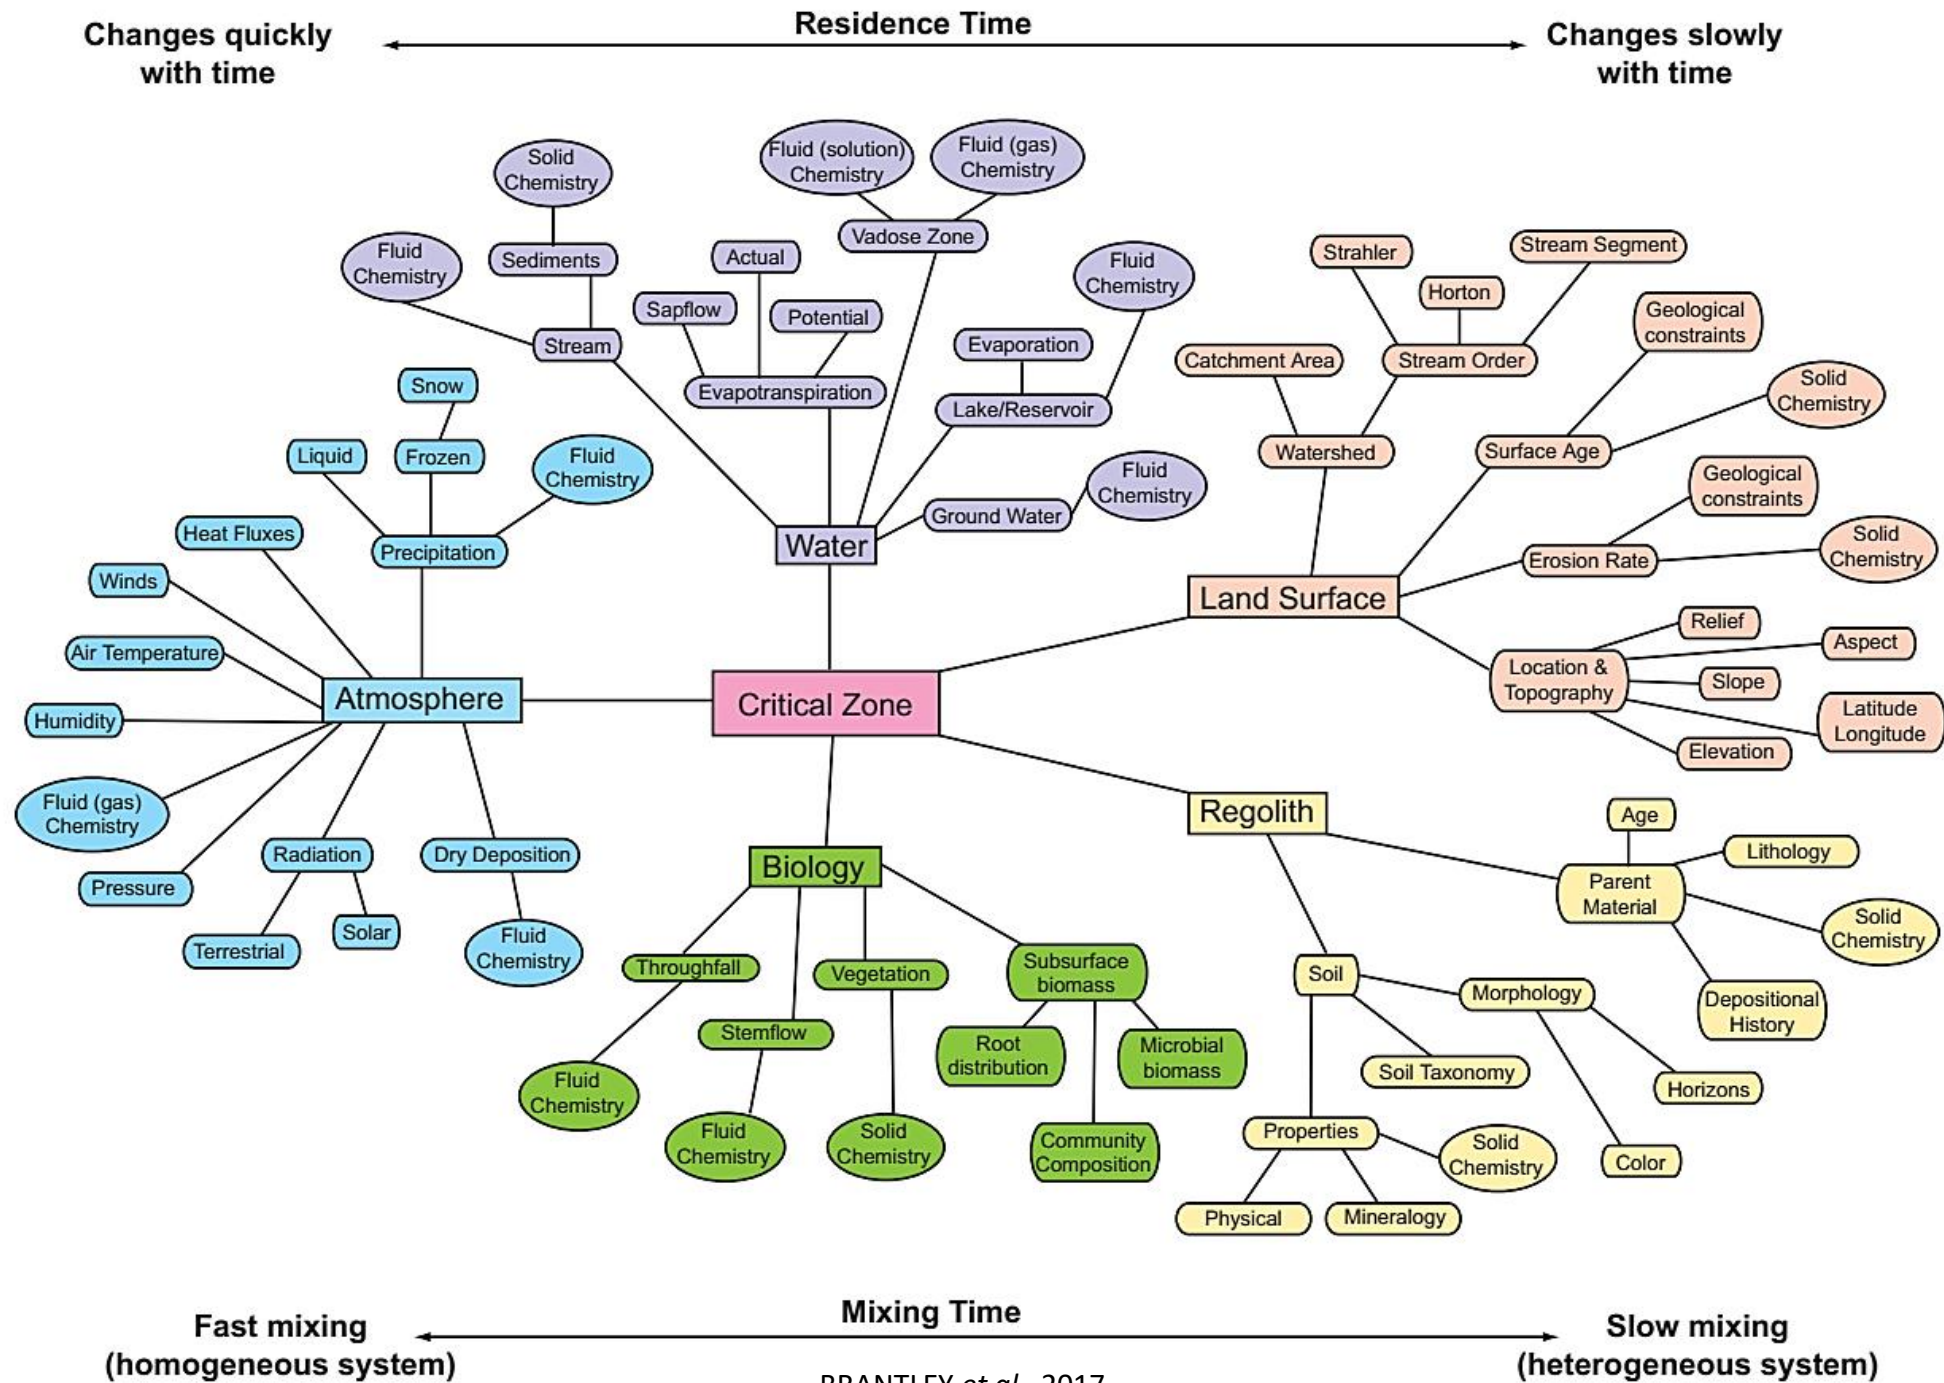 Residence Time
Changes quickly
with time
Changes slowly
with time
Solid
Chemistry
Fluid
Chemistry
Sediments
Stream
Fluid (solution)
Chemistry
Fluid (gas)
Chemistry
Vadose Zone
Actual
Sapflow
Potential
Evapotranspiration
Fluid
Chemistry
Evaporation
Lake/Reservoir
Fluid
Chemistry
Ground Water
Water
Strahler
Stream Segment
Horton
Catchment Area
Stream Order
Watershed
Geological
constraints
Solid
Chemistry
Surface Age
Geological
constraints
Solid
Chemistry
Erosion Rate
Land Surface
Relief
Aspect
Location &
Topography
Slope
Latitude
Longitude
Elevation
Snow
Liquid
Frozen
Fluid
Chemistry
Heat Fluxes
Precipitation
Winds
Air Temperature
Humidity
Atmosphere
Critical Zone
Fluid (gas)
Chemistry
Pressure
Radiation
Dry Deposition
Terrestrial
Solar
Fluid
Chemistry
Biology
Throughfall
Vegetation
Subsurface
biomass
Stemflow
Root
distribution
Microbial
biomass
Fluid
Chemistry
Fluid
Chemistry
Solid
Chemistry
Community
Composition
Regolith
Age
Lithology
Parent
Material
Solid
Chemistry
Depositional
History
Soil
Morphology
Soil Taxonomy
Horizons
Properties
Solid
Chemistry
Color
Physical
Mineralogy
Mixing Time
Fast mixing
(homogeneous system)
Slow mixing
(heterogeneous system)
BRANTLEY et al., 2017